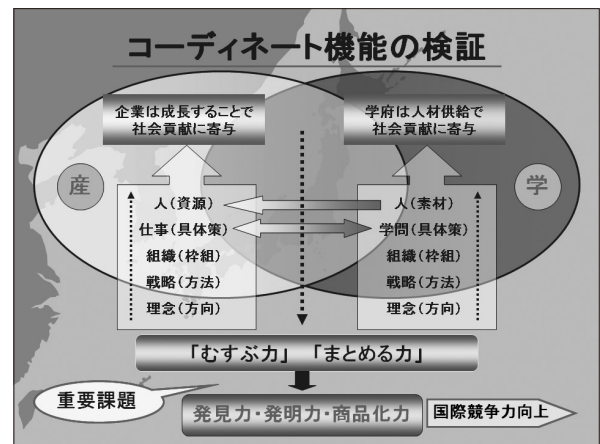 コーディネート機能の検証
企業は成長することで
社会貢献に寄与
学府は人材供給で
社会貢献に寄与
産
学
人(資源)
人(素材)
仕事(具体策)
学問(具体策)
組織(枠組)
組織(枠組)
戦略(方法)
戦略(方法)
理念(方向)
理念(方向)
「むすぶ力」 「まとめる力」
重要課題
発見力・発明力・商品化力
国際競争力向上